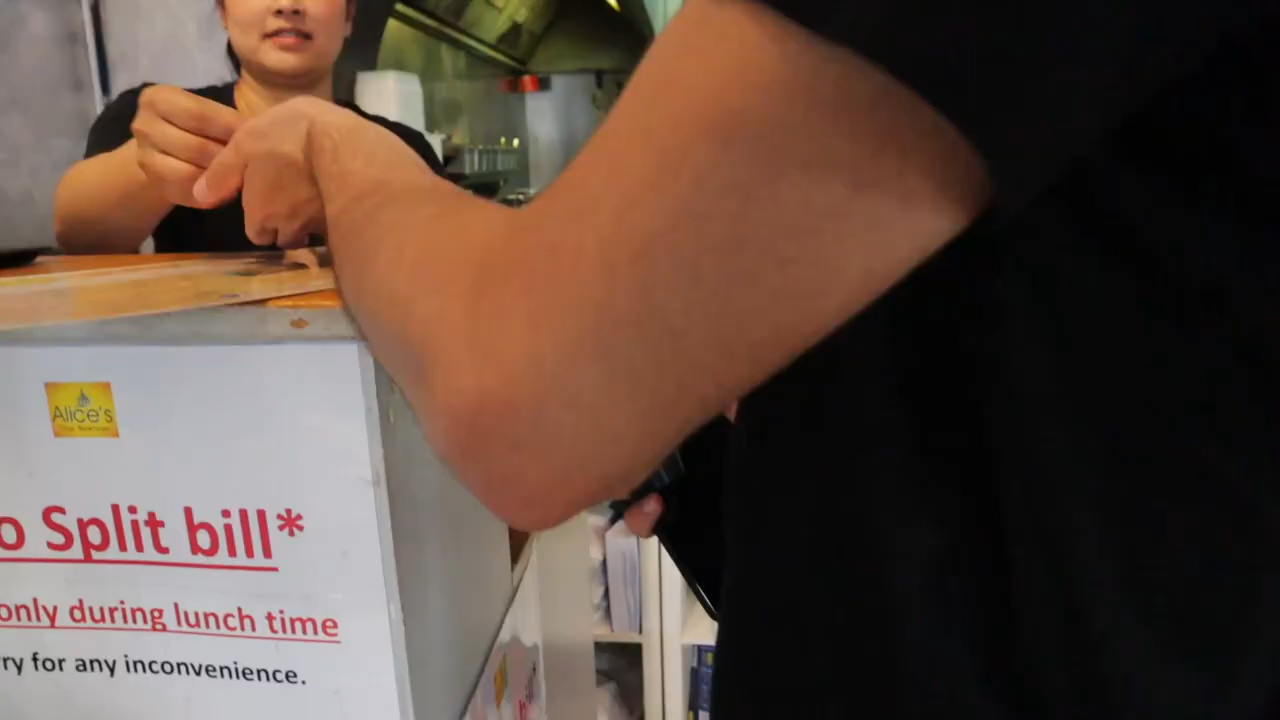 Alice's
o Split bill*
only during lunch time
ry for any inconvenience.